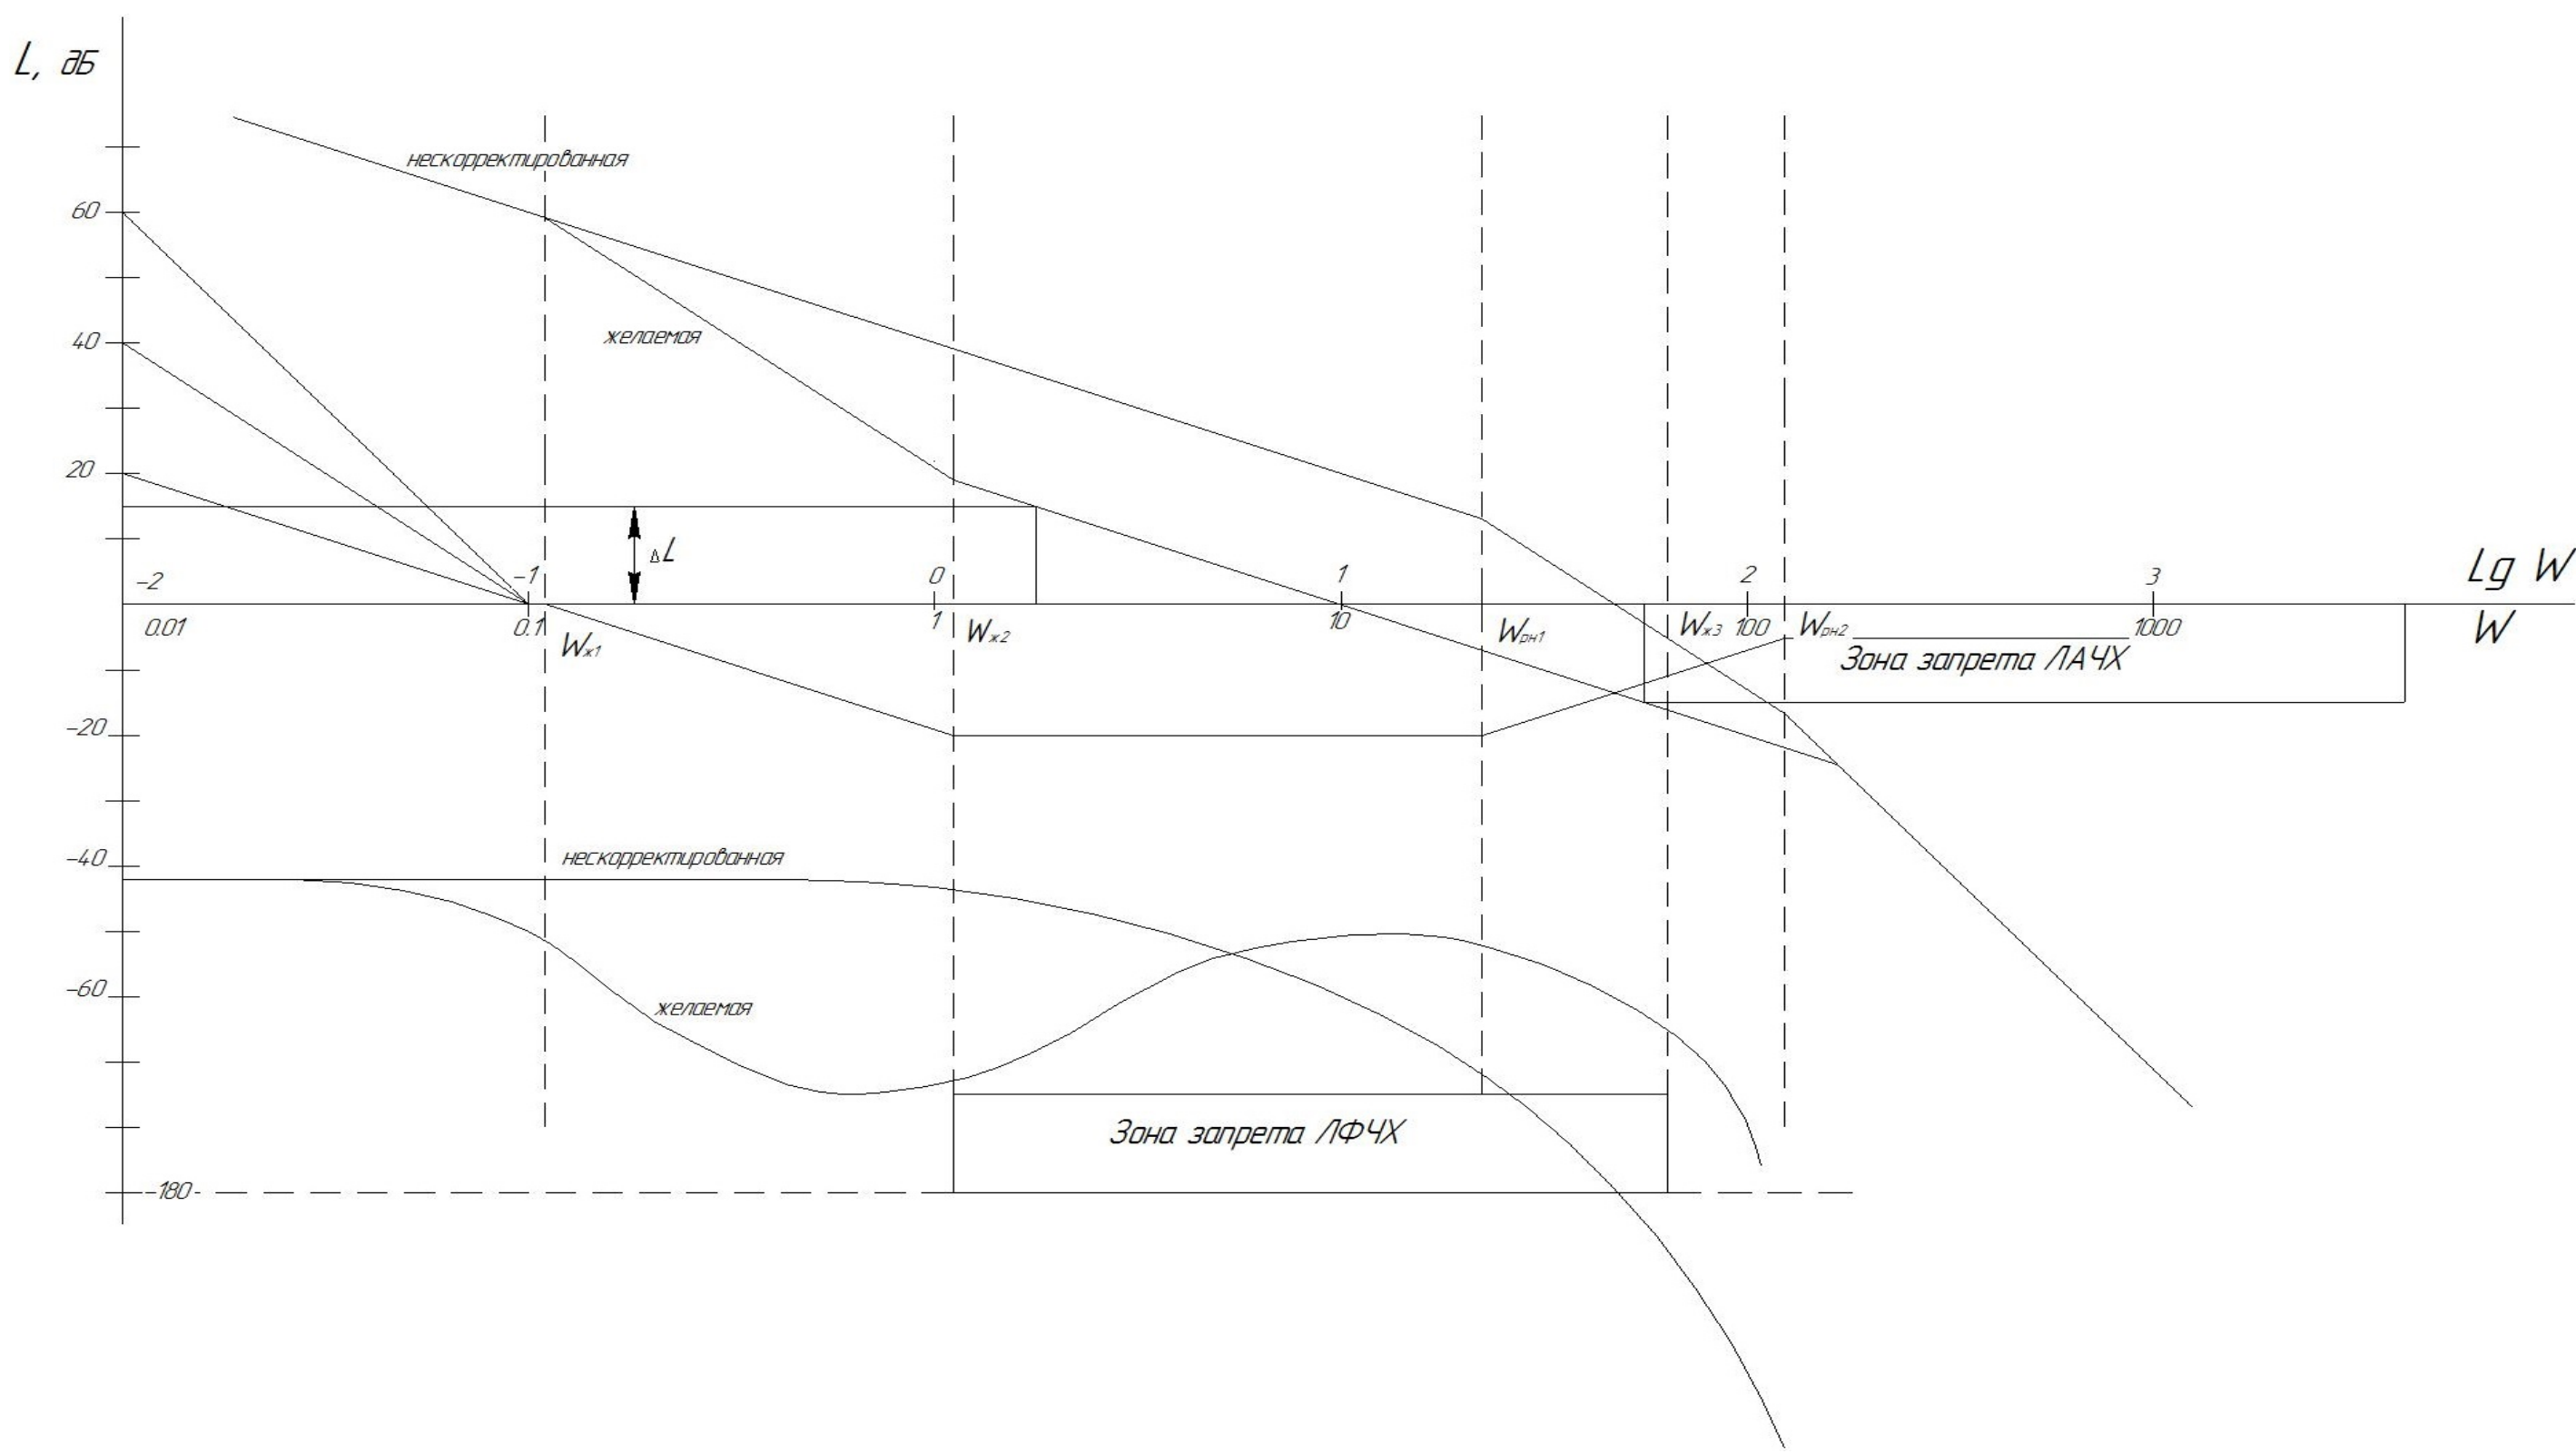 L, дБ
нескорректированная
60
желаемая
40
20
ΔL
-2
-1
0
1
2
3
Lg W
0.01
0.1
1
10
100
1000
W
Wж1
Wж2
Wрн1
Wж3
Wрн2
Зона запрета ЛАЧХ
-20
-40
нескорректированная
-60
желаемая
Зона запрета ЛФЧХ
-180